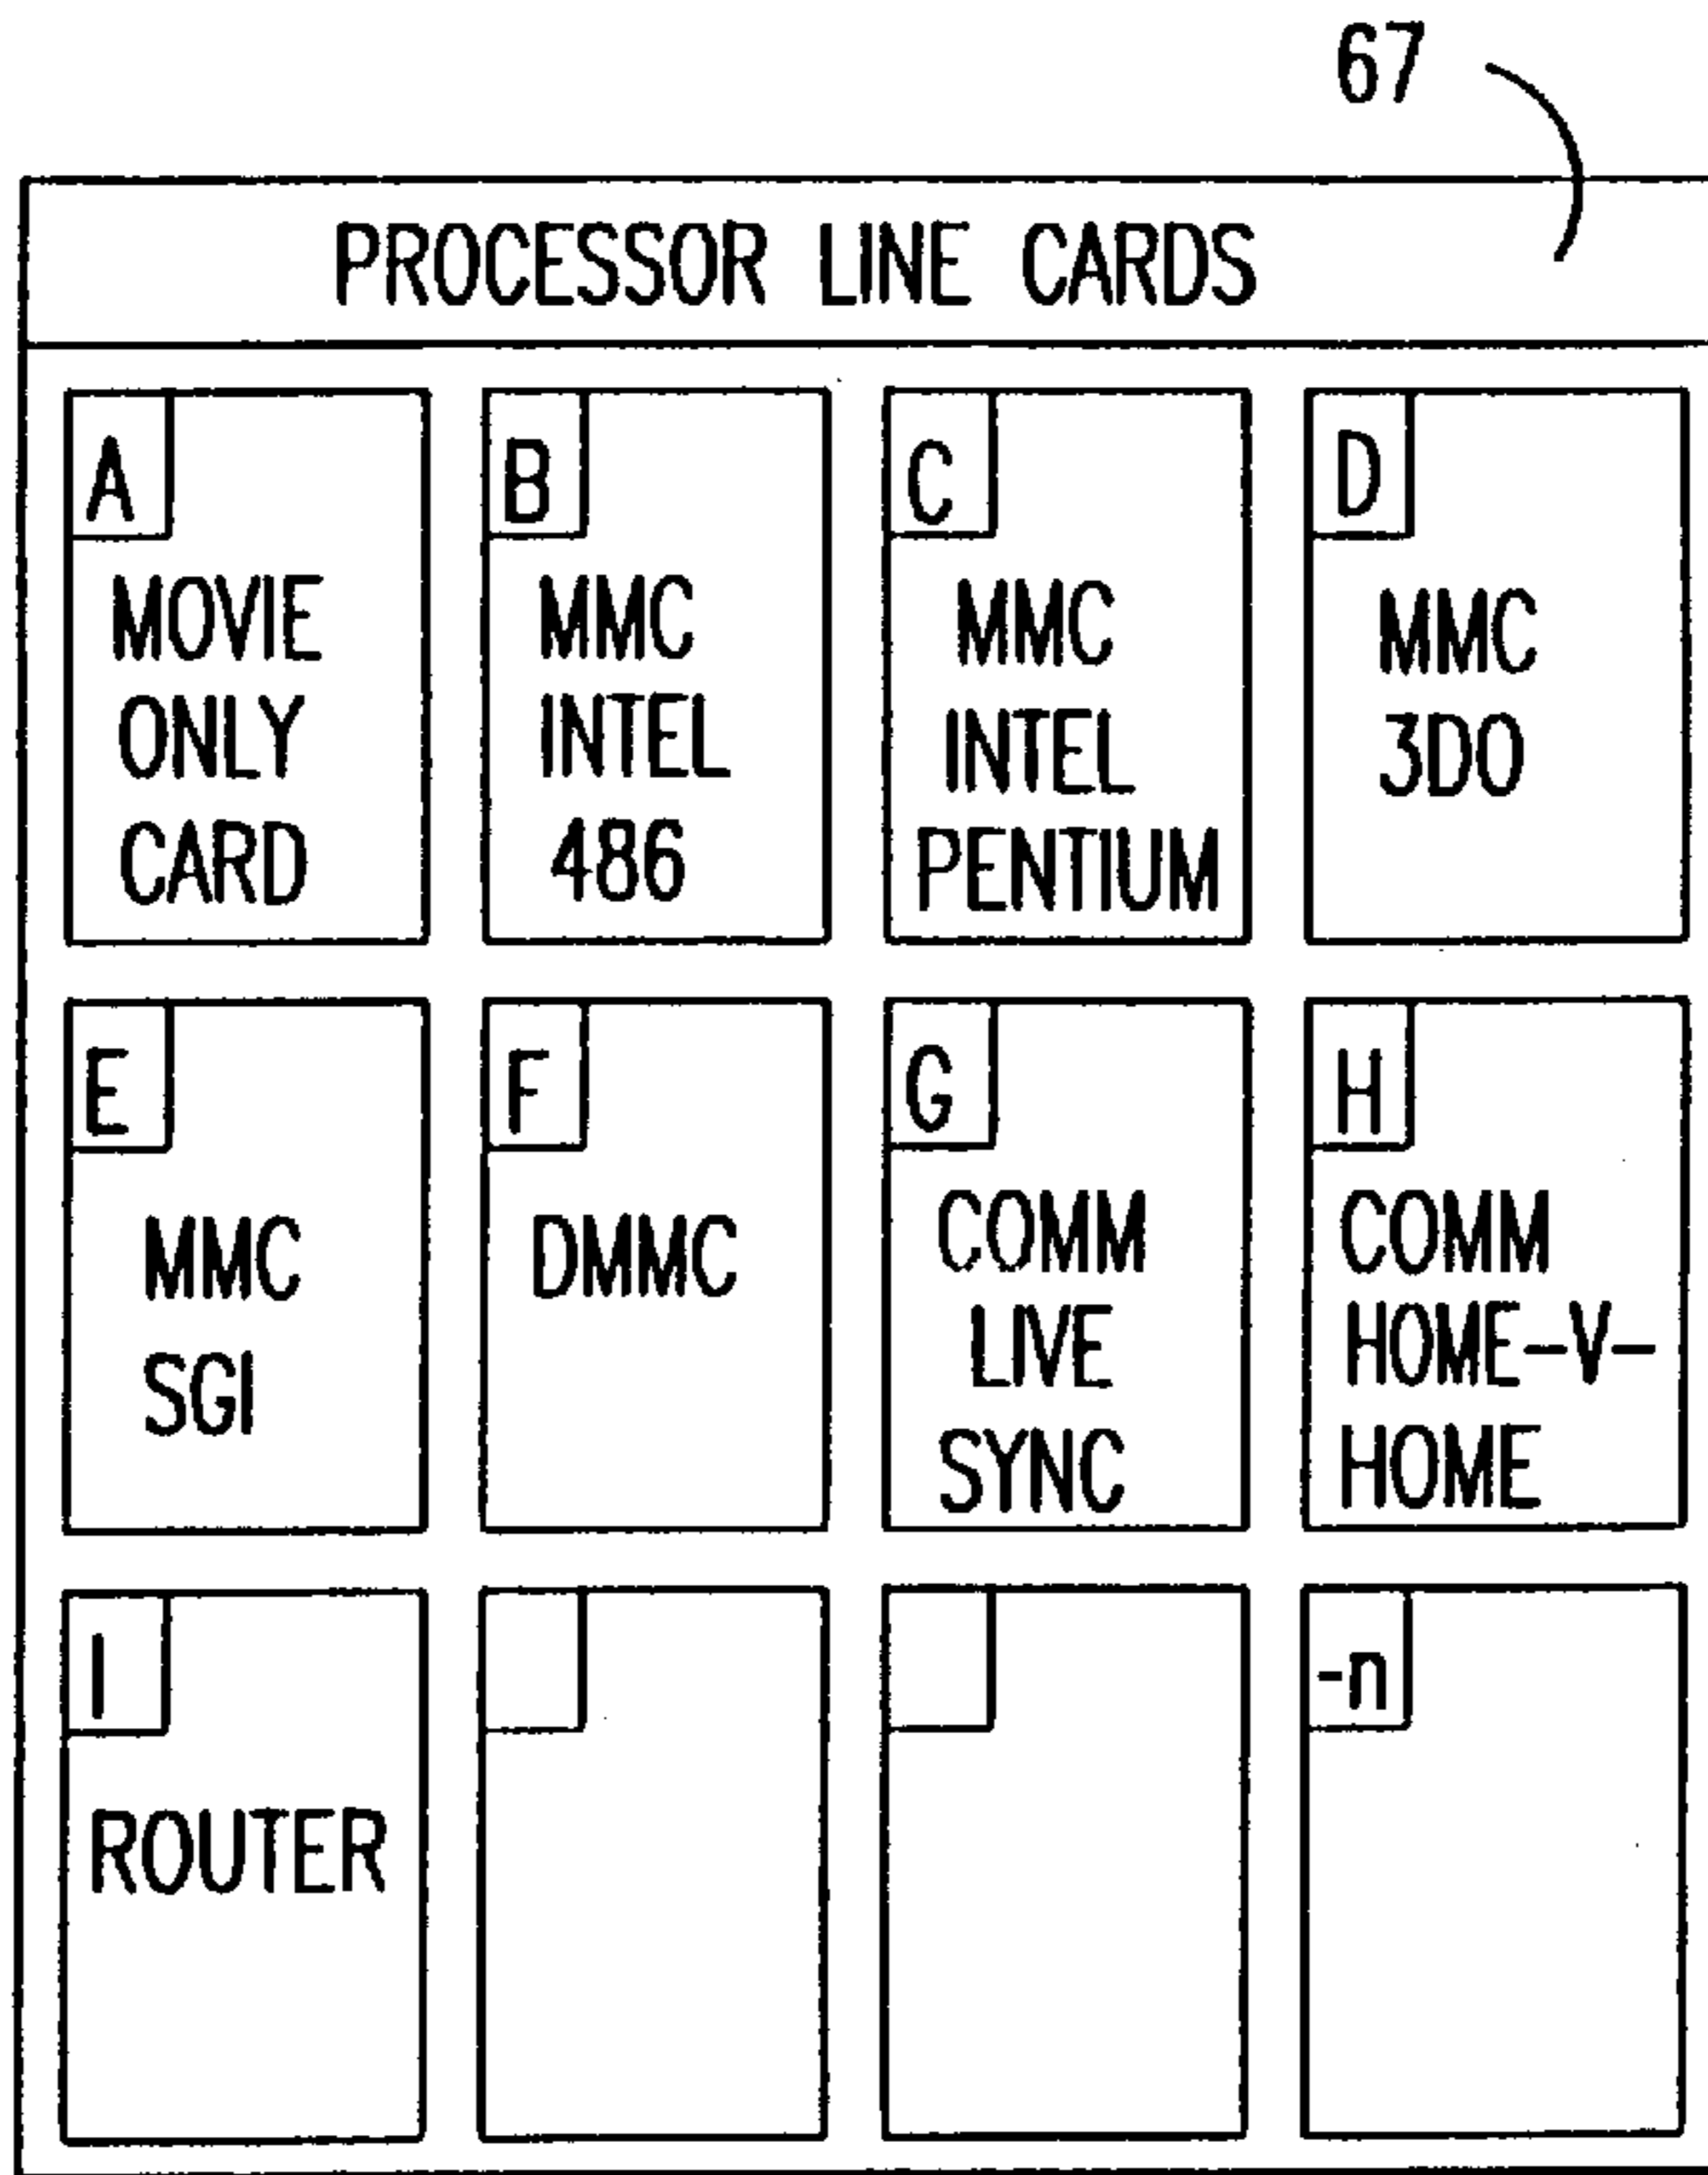 67
PROCESSOR LINE CARDS
A
MOVIE
ONLY
CARD
B
MMC
INTEL
486
C
MMC
INTEL
PENTIUM
D
MMC
3DO
E
MMC
SGI
F
DMMC
G
COMM
LIVE
SYNC
H
COMM
HOME-V-
HOME
I
ROUTER
-n